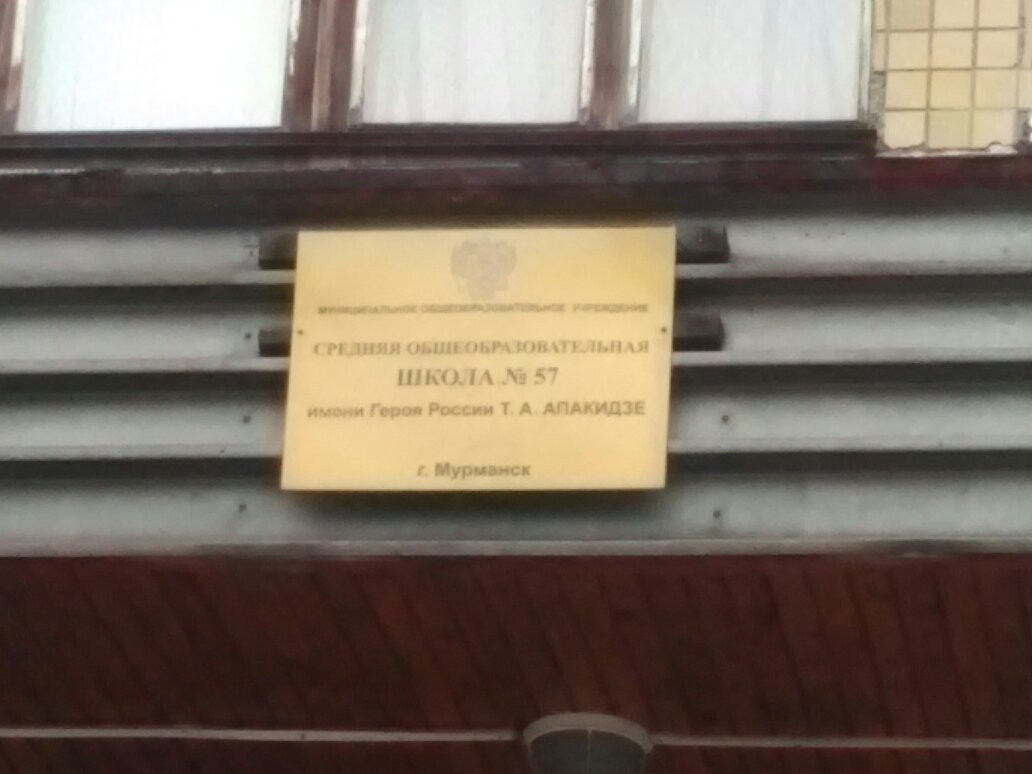 МУНИЦИПАЛЬНОЕ ОБЩЕОБРАЗОВАТЕЛЬНОЕ УЧРЕЖДЕНИЕ
СРЕДНЯЯ ОБЩЕОБРАЗОВАТЕЛЬНАЯ
ШКОЛА № 57
имени Героя России Т. А. АПАКИДЗЕ
г. Мурманск